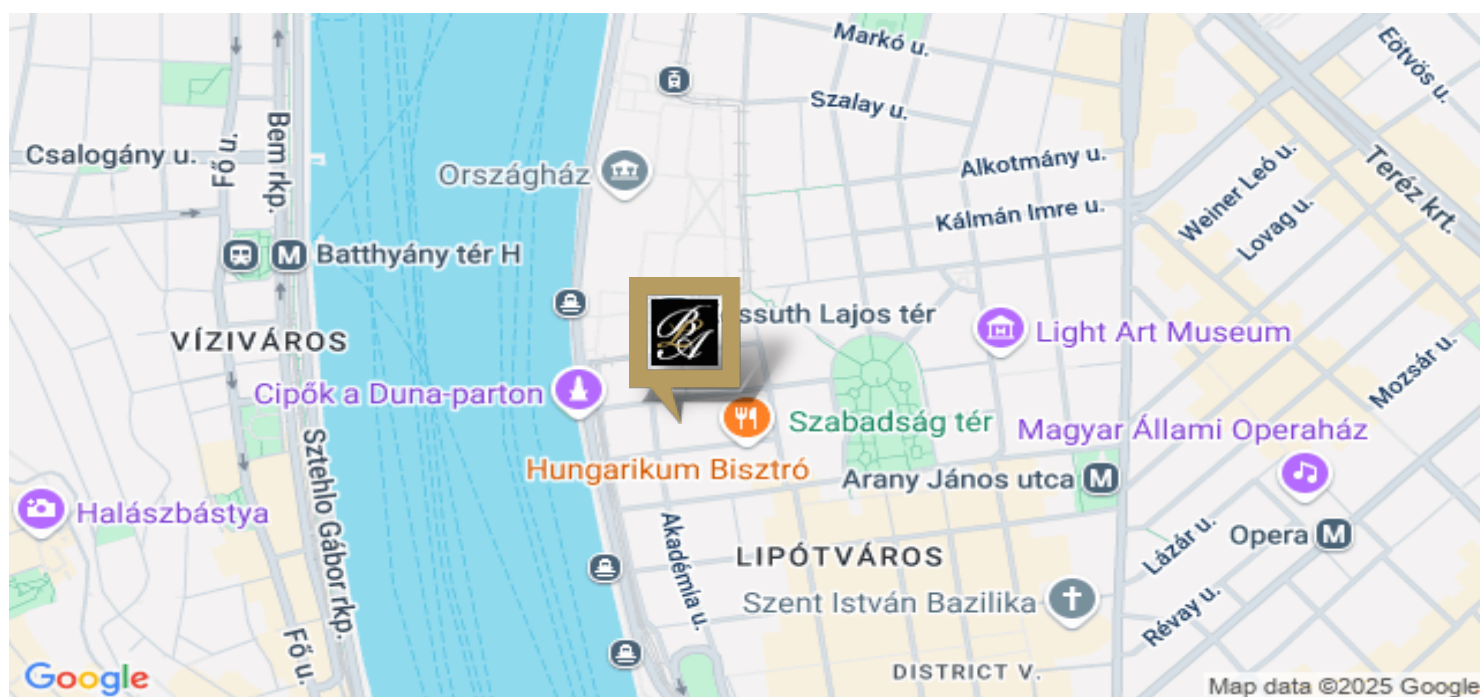 Markó u.
Eötvös u.
Szalay u.
Csalogány u.
Fő u.
Bem rkp.
Országház
Alkotmány u.
Weiner Leó u.
Teréz krt.
Kálmán Imre u.
Lovag u.
M Batthyány tér H
VÍZIVÁROS
B
L
A
ssuth Lajos tér
Light Art Museum
Mozsár u.
Cipők a Duna-parton
Szabadság tér
Magyar Állami Operaház
Hungarikum Bisztró
Arany János utca M
Halászbástya
Sztehlo Gábor rkp.
Akadémia u.
Opera M
Lázár u.
LIPÓTVÁROS
Szent István Bazilika
Révay u.
Fő u.
DISTRICT V.
Google
Map data ©2025 Google